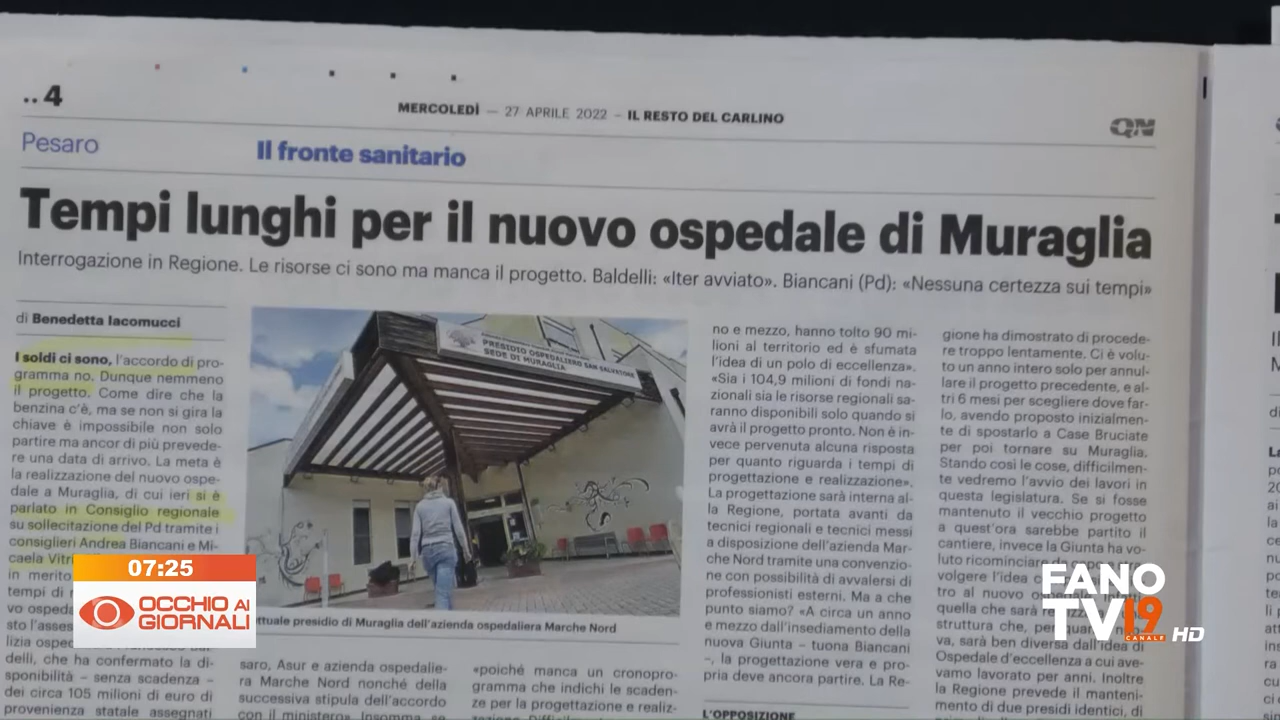 ..4
MERCOLEDÌ — 27 APRILE 2022 – IL RESTO DEL CARLINO
QN
Pesaro
Il fronte sanitario
Tempi lunghi per il nuovo ospedale di Muraglia
Interrogazione in Regione. Le risorse ci sono ma manca il progetto. Baldelli: «Iter avviato». Biancani (Pd): «Nessuna certezza sui tempi»
di Benedetta Iacomucci
I soldi ci sono, l'accordo di pro-
gramma no. Dunque nemmeno
il progetto. Come dire che la
benzina c'è, ma se non si gira la
chiave è impossibile non solo
partire ma ancor di più prevede-
re una data di arrivo. La meta è
la realizzazione del nuovo ospe-
dale a Muraglia, di cui ieri si è
parlato in Consiglio regionale
su sollecitazione del Pd tramite i
consiglieri Andrea Biancani e Mi-
caela
in merito
tempi di
vo ospeda
sto l'asses
lizia osped
delli, che ha confermato la di-
sponibilità – senza scadenza –
dei circa 105 milioni di euro di
provenienza statale assegnati
PRESIDIO OSPEDALIERO SAN SALVATORE
SEDE DI MURAGLIA
ettuale presidio di Muraglia dell'azienda ospedaliera Marche Nord
saro, Asur e azienda ospedalie-
ra Marche Nord nonché della
successiva stipula dell'accordo
con il ministero». Insomma, se
«poiché manca un cronopro-
gramma che indichi le scaden-
ze per la progettazione e realiz-
no e mezzo, hanno tolto 90 mi-
lioni al territorio ed è sfumata
l'idea di un polo di eccellenza».
«Sia i 104,9 milioni di fondi na-
zionali sia le risorse regionali sa-
ranno disponibili solo quando si
avrà il progetto pronto. Non è in-
vece pervenuta alcuna risposta
per quanto riguarda i tempi di
progettazione e realizzazione».
La progettazione sarà interna al-
la Regione, portata avanti da
tecnici regionali e tecnici messi
a disposizione dell'azienda Mar-
che Nord tramite una convenzio-
ne con possibilità di avvalersi di
professionisti esterni. Ma a che
punto siamo? «A circa un anno
e mezzo dall'insediamento della
nuova Giunta – tuona Biancani
–, la progettazione vera e pro-
pria deve ancora partire. La Re-
L'OPPOSIZIONE
gione ha dimostrato di procede-
re troppo lentamente. Ci è volu-
to un anno intero solo per annul-
lare il progetto precedente, e al-
tri 6 mesi per scegliere dove far-
lo, avendo proposto inizialmen-
te di spostarlo a Case Bruciate
per poi tornare su Muraglia.
Stando così le cose, difficilmen-
te vedremo l'avvio dei lavori in
questa legislatura. Se si fosse
mantenuto il vecchio progetto
a quest'ora sarebbe partito il
cantiere, invece la Giunta ha vo-
luto ricominciare
volgere l'idea
tro al nuovo
quella che sarà
struttura che,
va, sarà ben diversa dall'idea di
Ospedale d'eccellenza a cui ave-
vamo lavorato per anni. Inoltre
la Regione prevede il manteni-
mento di due presidi identici, di
07:25
OCCHIO AI
GIORNALI
FANO
TV19
CANALE
HD